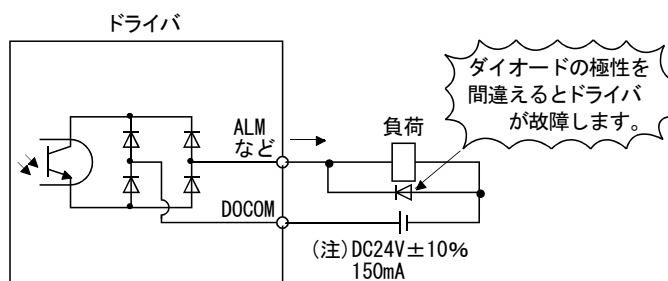 ドライバ
ダイオードの極性を
間違えるとドライバ
が故障します。
ALM
など
負荷
DOCOM
(注)DC24V±10%
150mA